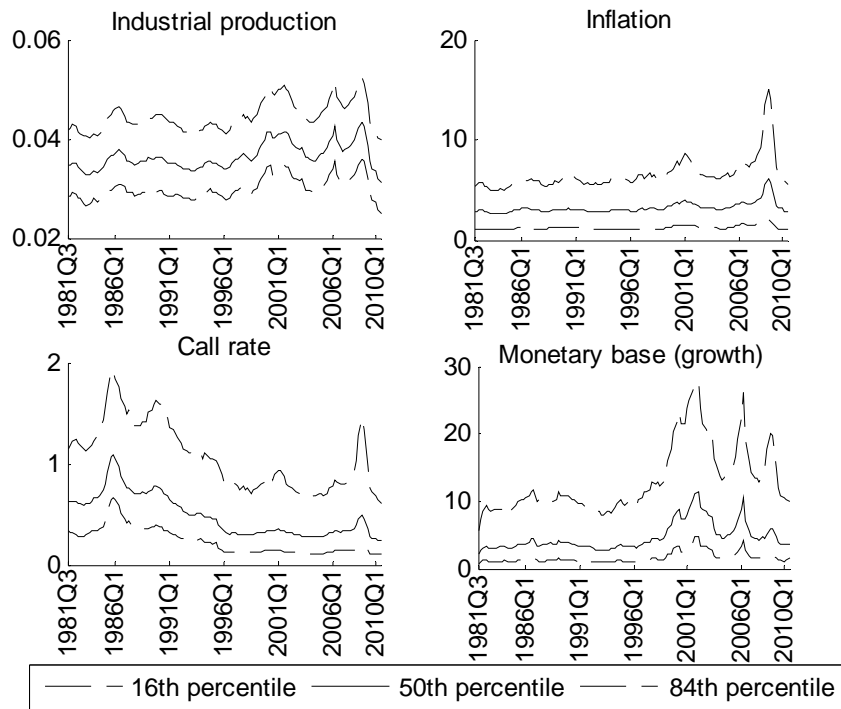 Industrial production
0.06
0.04
0.02
1981Q3
1986Q1
1991Q1
1996Q1
2001Q1
2006Q1
2010Q1
Inflation
20
10
0
1981Q3
1986Q1
1991Q1
1996Q1
2001Q1
2006Q1
2010Q1
Call rate
2
1
0
1981Q3
1986Q1
1991Q1
1996Q1
2001Q1
2006Q1
2010Q1
Monetary base (growth)
30
20
10
0
1981Q3
1986Q1
1991Q1
1996Q1
2001Q1
2006Q1
2010Q1
16th percentile 50th percentile 84th percentile